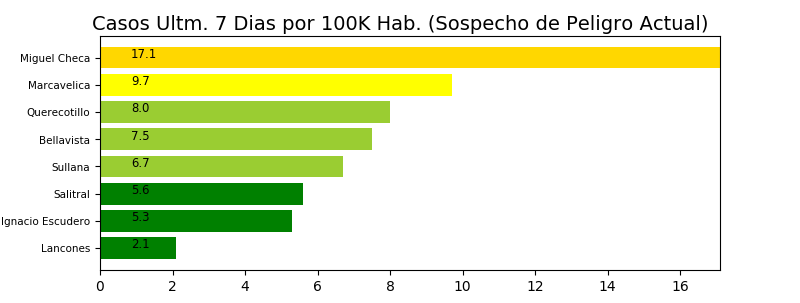 Casos Ultm. 7 Dias por 100K Hab. (Sospecho de Peligro Actual)
Miguel Checa 17.1
Marcavelica 9.7
Querecotillo 8.0
Bellavista 7.5
Sullana 6.7
Salitral 5.6
Ignacio Escudero 5.3
Lancones 2.1
0 2 4 6 8 10 12 14 16